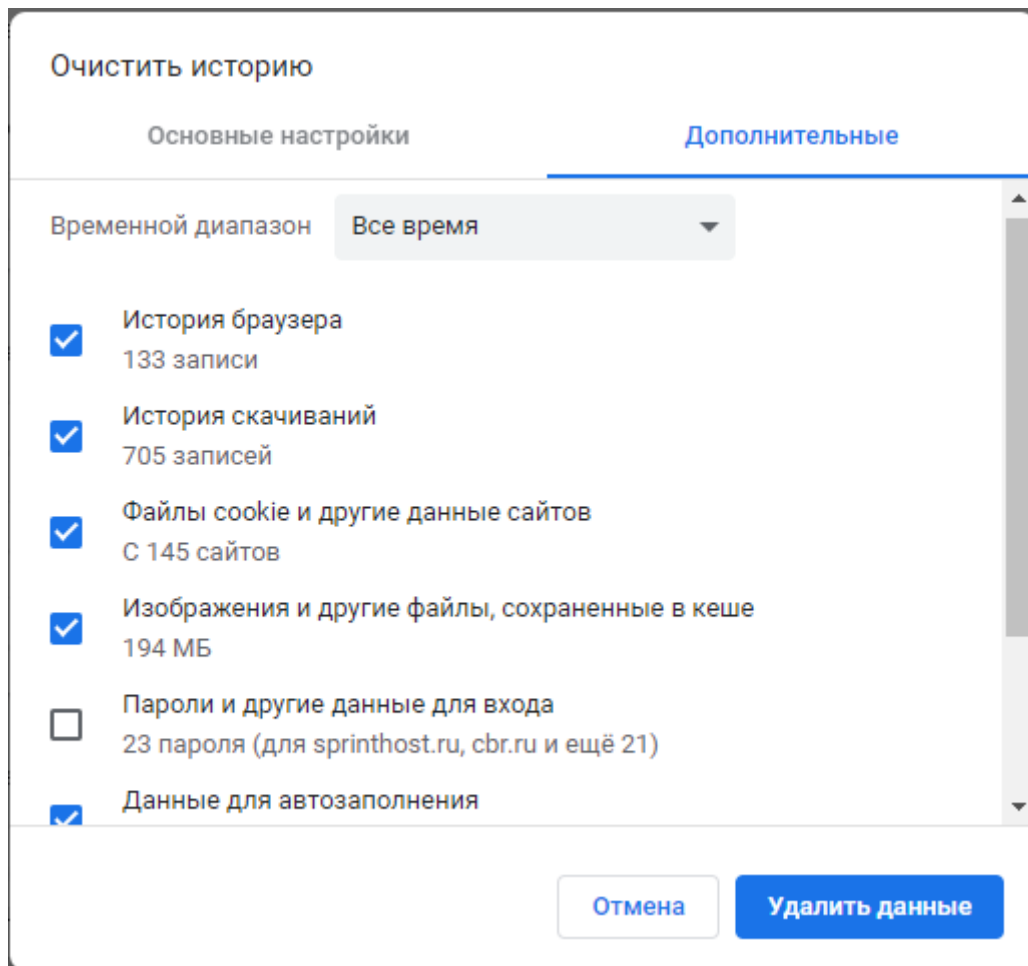 Очистить историю
Основные настройки
Дополнительные
Временной диапазон
Все время
История браузера
133 записи
История скачиваний
705 записей
Файлы cookie и другие данные сайтов
С 145 сайтов
Изображения и другие файлы, сохраненные в кеше
194 МБ
Пароли и другие данные для входа
23 пароля (для sprinthost.ru, cbr.ru и ещё 21)
Данные для автозаполнения
Отмена
Удалить данные